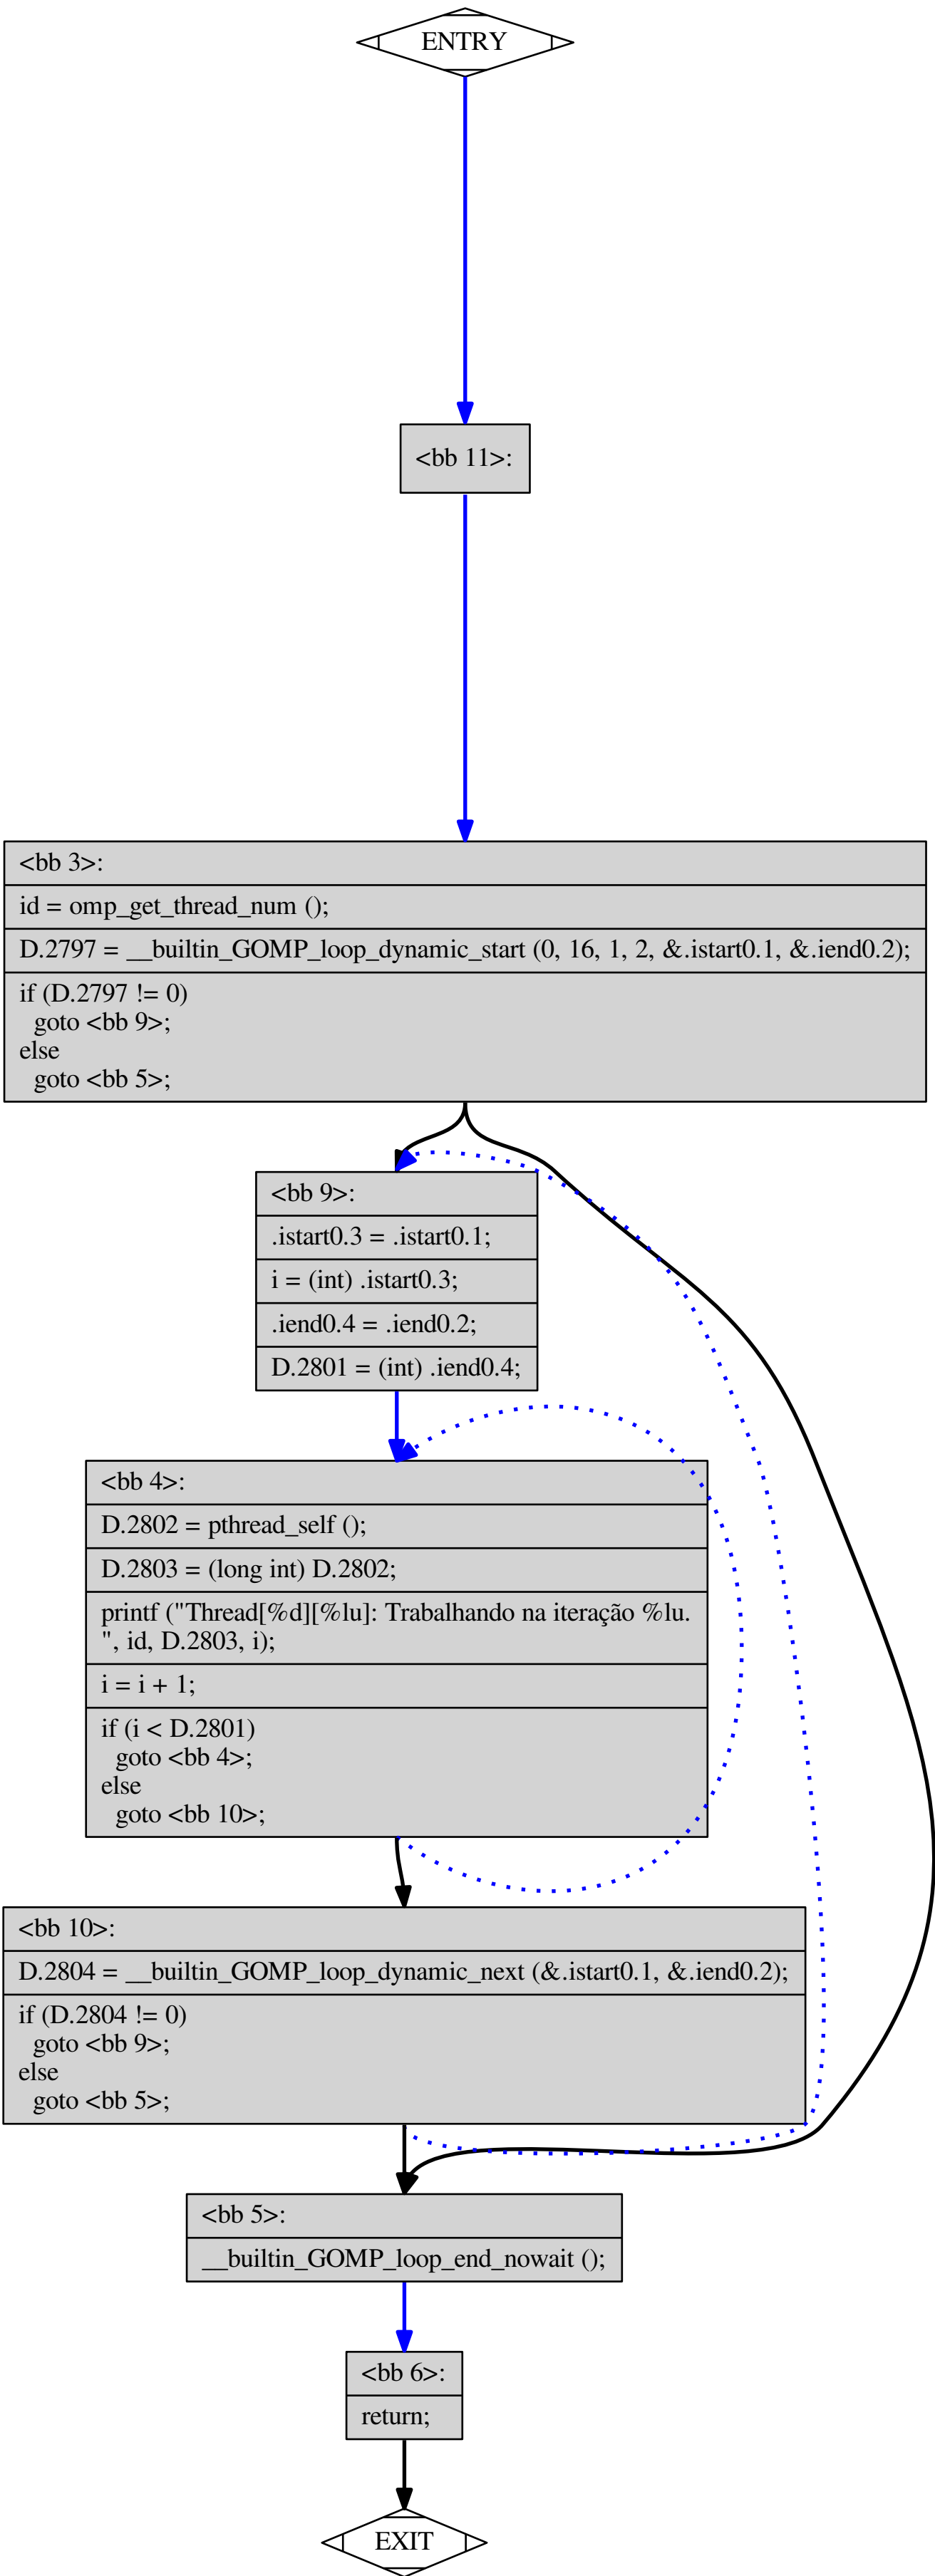 ENTRY
<bb 11>:
<bb 3>:
id = omp_get_thread_num ();
D.2797 = __builtin_GOMP_loop_dynamic_start (0, 16, 1, 2, &.istart0.1, &.iend0.2);
if (D.2797 != 0)
goto <bb 9>;
else
goto <bb 5>;
<bb 9>:
.istart0.3 = .istart0.1;
i = (int) .istart0.3;
.iend0.4 = .iend0.2;
D.2801 = (int) .iend0.4;
<bb 4>:
D.2802 = pthread_self ();
D.2803 = (long int) D.2802;
printf ("Thread[%d][%lu]: Trabalhando na iteração %lu.
", id, D.2803, i);
i = i + 1;
if (i < D.2801)
goto <bb 4>;
else
goto <bb 10>;
<bb 10>:
D.2804 = __builtin_GOMP_loop_dynamic_next (&.istart0.1, &.iend0.2);
if (D.2804 != 0)
goto <bb 9>;
else
goto <bb 5>;
<bb 5>:
__builtin_GOMP_loop_end_nowait ();
<bb 6>:
return;
EXIT